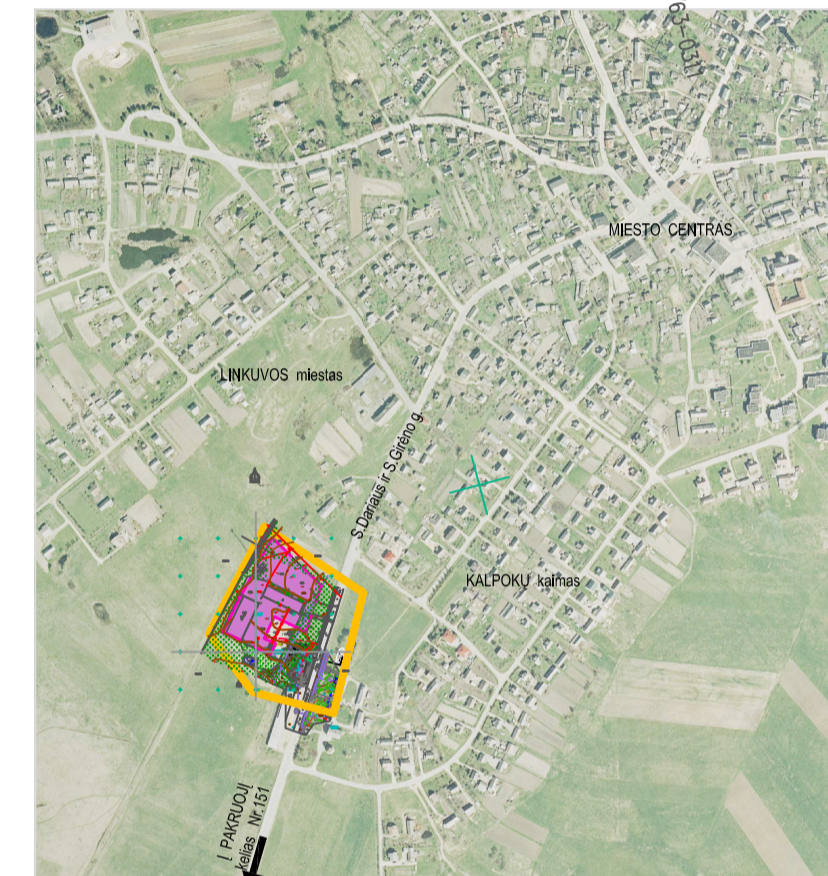 63-0311
MIESTO CENTRAS
LINKUVOS miestas
S.Dariaus ir S.Girėno g.
KALPOKŲ kaimas
Į PAKRUOJĮ
kelias Nr.151